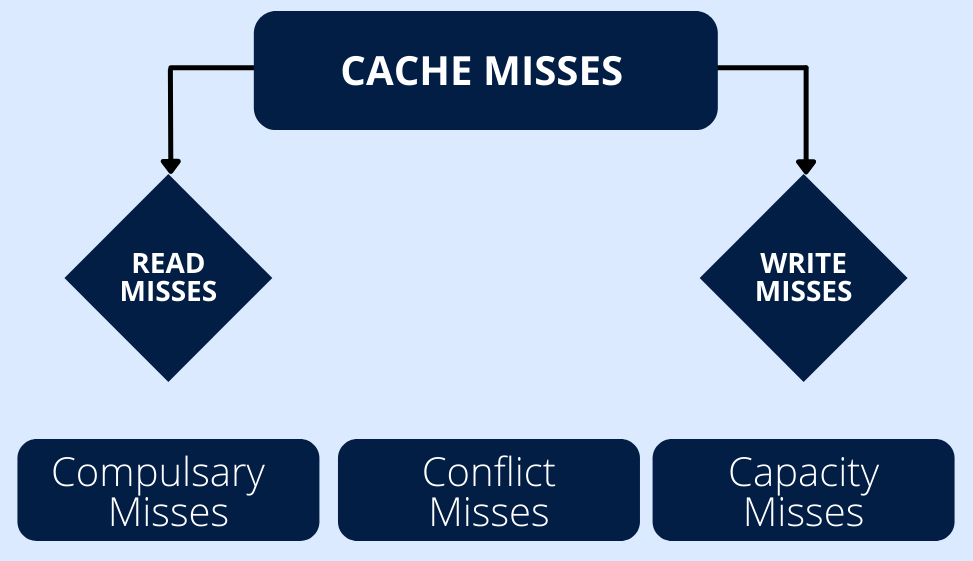 CACHE MISSES
READ
MISSES
WRITE
MISSES
Compulsary
Misses
Conflict
Misses
Capacity
Misses